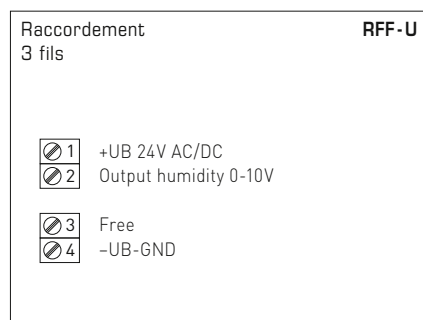 Raccordement RFF-U
3 fils
1 +UB 24V AC/DC
2 Output humidity 0-10V
3 Free
4 –UB-GND